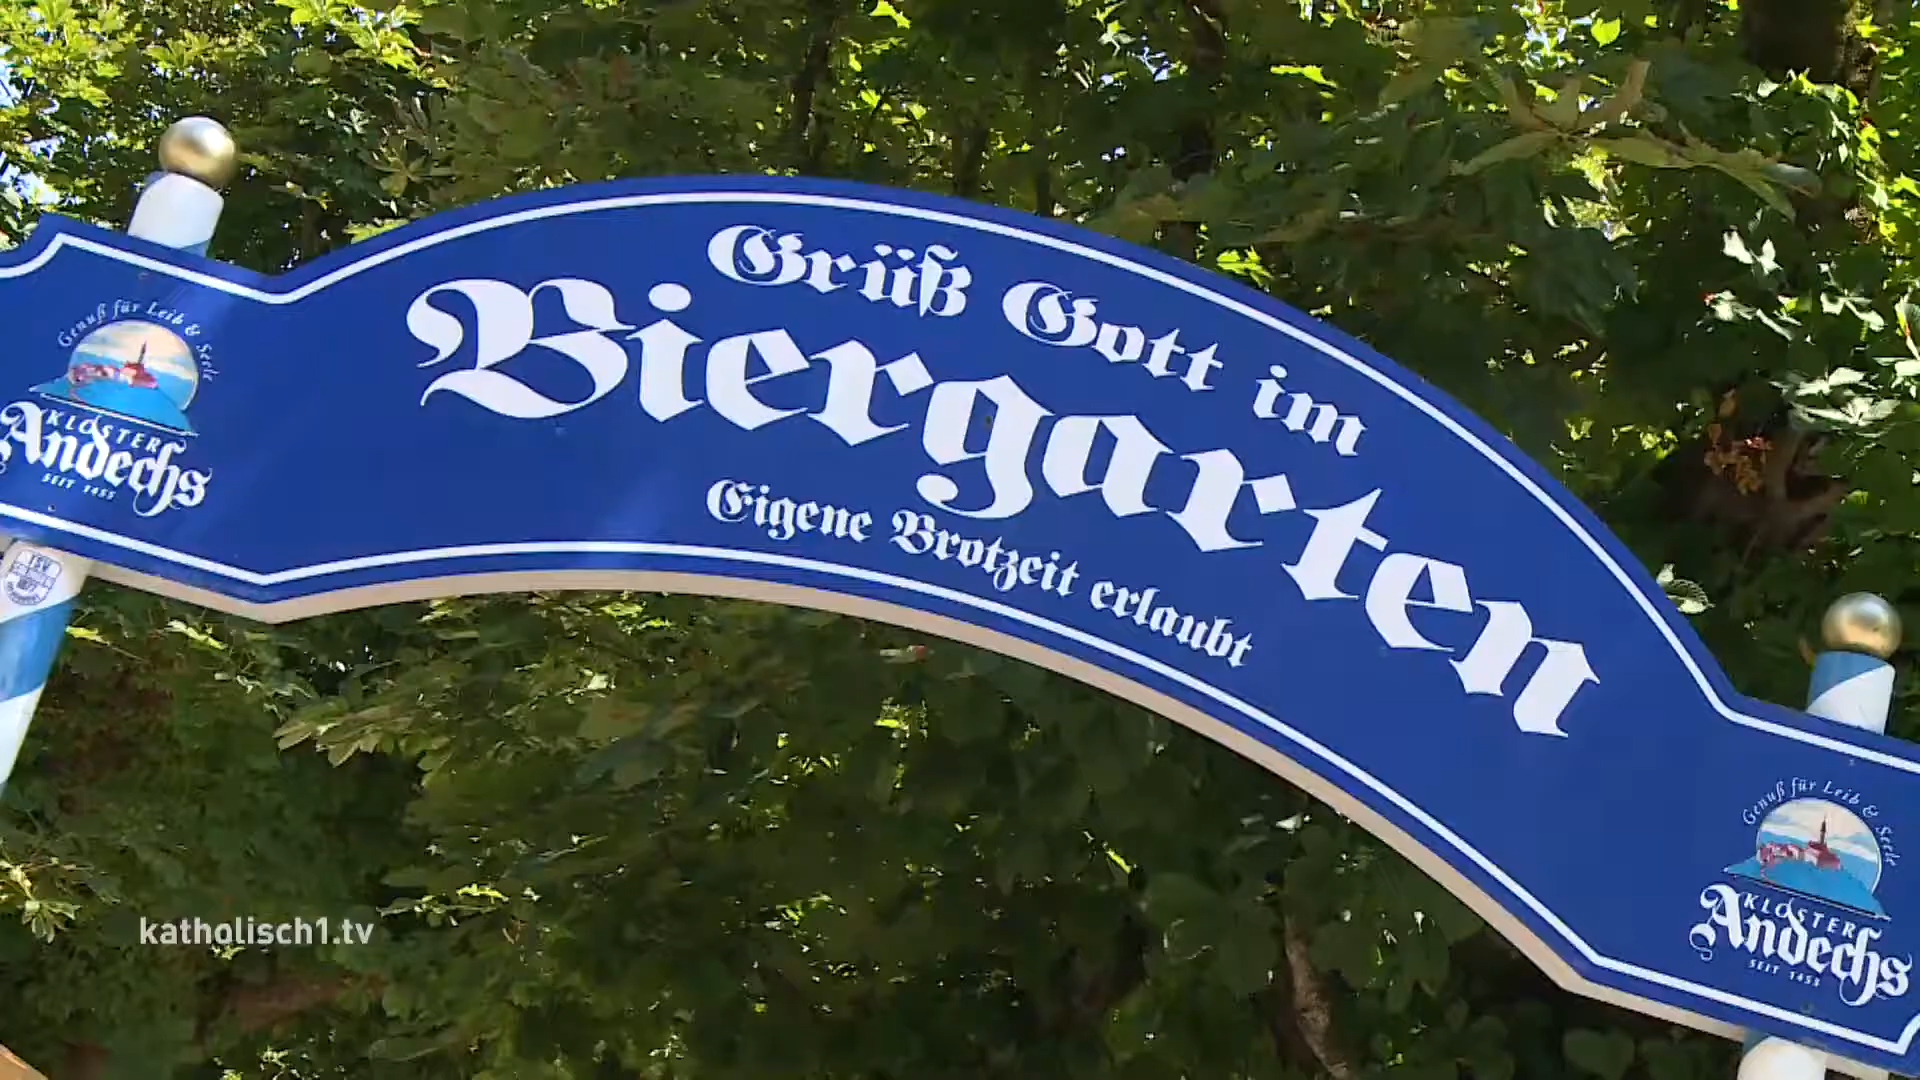 Grüß Gott im
Biergarten
Eigene Brotzeit erlaubt
Genuß für Leib & Seele
KLOSTER
Andechs
SEIT 1455
Genuß für Leib & Seele
KLOSTER
Andechs
SEIT 1455
SV
katholisch1.tv